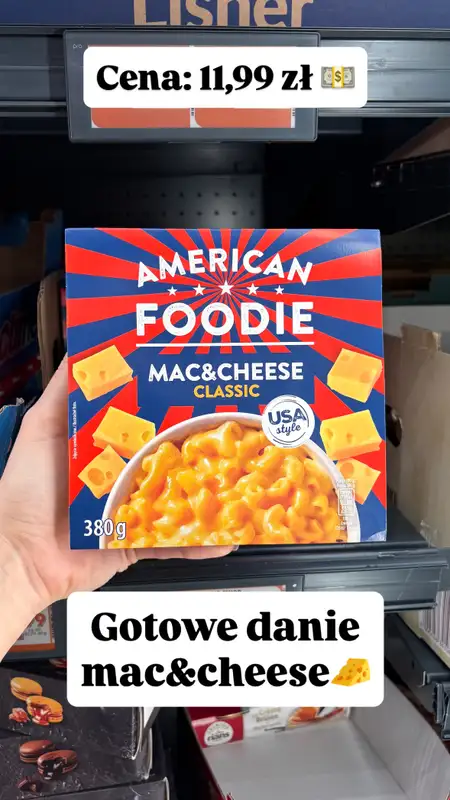 Lisner
Cena: 11,99 zł 💵
AMERICAN
FOODIE
MAC&CHEESE
CLASSIC
USA
style
380g
Gotowe danie
mac&cheese🧀